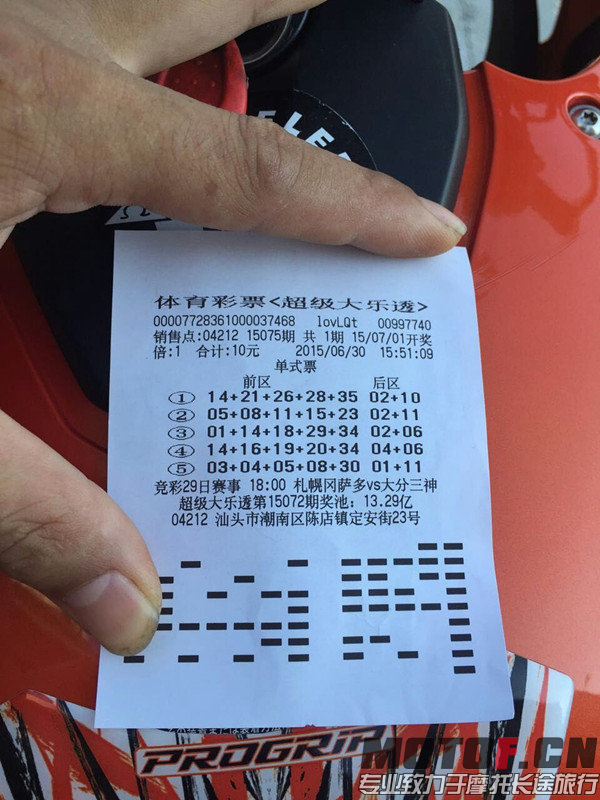 体育彩票<超级大乐透>
00007728361000037468 lovLQt 00997740
销售点:04212 15075期 共1期 15/07/01开奖
倍:1 合计:10元 2015/06/30 15:51:09
单式票
前区 后区
① 14+21+26+28+35 02+10
② 05+08+11+15+23 02+11
③ 01+14+18+29+34 02+06
④ 14+16+19+20+34 04+06
⑤ 03+04+05+08+30 01+11
竞彩29日赛事 18:00 札幌冈萨多vs大分三神
超级大乐透第15072期奖池: 13.29亿
04212 汕头市潮南区陈店镇定安街23号
PROGRIP
MOTOF.CN
专业致力于摩托长途旅行